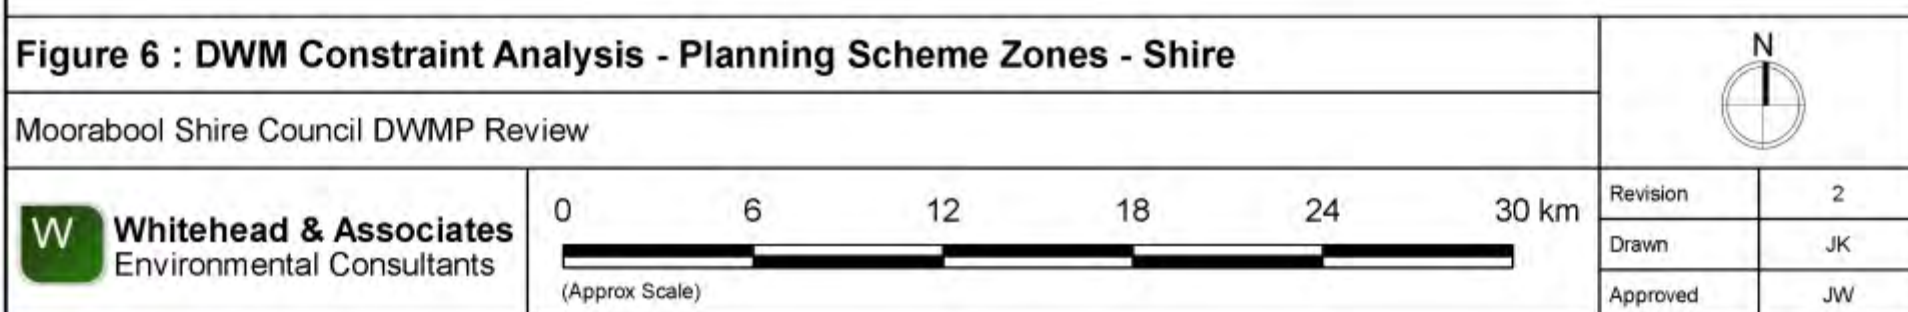 Figure 6 : DWM Constraint Analysis - Planning Scheme Zones - Shire
N
Moorabool Shire Council DWMP Review
W
Whitehead & Associates
Environmental Consultants
0 6 12 18 24 30 km
(Approx Scale)
Revision 2
Drawn JK
Approved JW